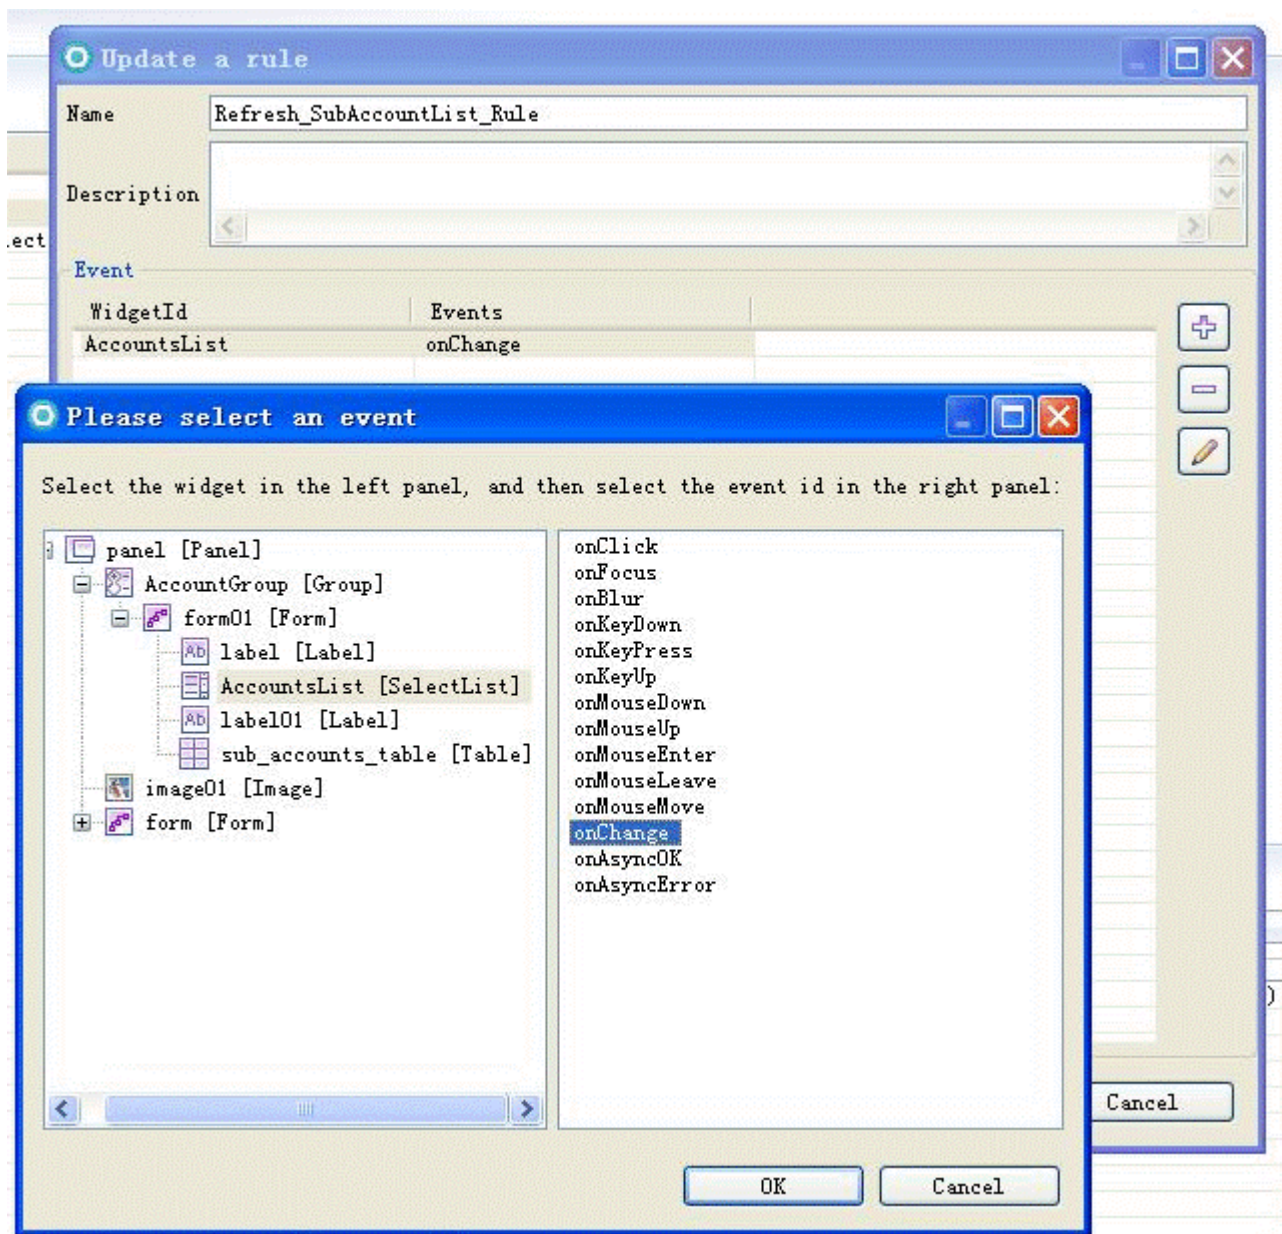 Update a rule
Name
Refresh_SubAccountList_Rule
Description
ect
Event
WidgetId Events
AccountsList onChange
Please select an event
Select the widget in the left panel, and then select the event id in the right panel:
panel [Panel]
AccountGroup [Group]
form01 [Form]
label [Label]
AccountsList [SelectList]
label01 [Label]
sub_accounts_table [Table]
image01 [Image]
form [Form]
onClick
onFocus
onBlur
onKeyDown
onKeyPress
onKeyUp
onMouseDown
onMouseUp
onMouseEnter
onMouseLeave
onMouseMove
onChange
onAsyncOK
onAsyncError
)
Cancel
OK
Cancel